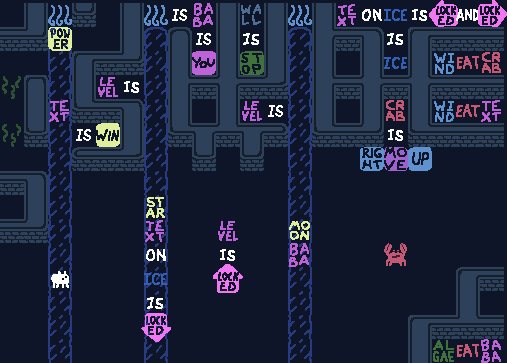 IS BABA WALL TEXT ON ICE IS LOCKED AND LOCKED
POWER IS IS IS
YOU STOP ICE WIND EAT CRAB
LEVEL IS
TEXT LEVEL IS CRAB WIND EAT TEXT
IS WIN IS
RIGHT MOVE UP
STAR
TEXT LEVEL MOON
ON IS BABA
ICE LOCKED
IS
LOCKED
ALGAE EAT BABA